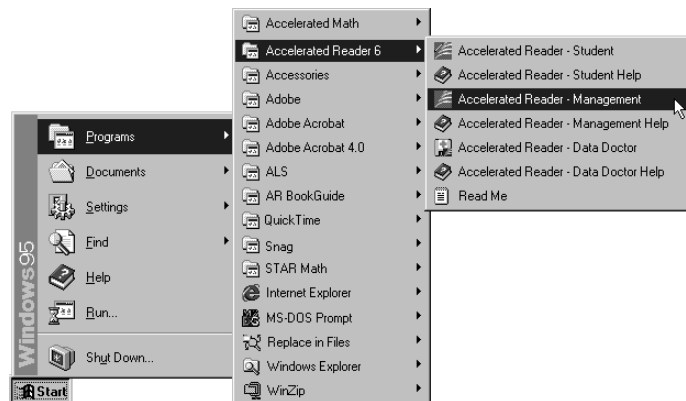 Programs
Documents
Settings
Find
Help
Run...
Shut Down...
Windows95
Start
Accelerated Math
Accelerated Reader 6
Accessories
Adobe
Adobe Acrobat
Adobe Acrobat 4.0
ALS
AR BookGuide
QuickTime
Snag
STAR Math
Internet Explorer
MS-DOS Prompt
Replace in Files
Windows Explorer
WinZip
Accelerated Reader - Student
Accelerated Reader - Student Help
Accelerated Reader - Management
Accelerated Reader - Management Help
Accelerated Reader - Data Doctor
Accelerated Reader - Data Doctor Help
Read Me